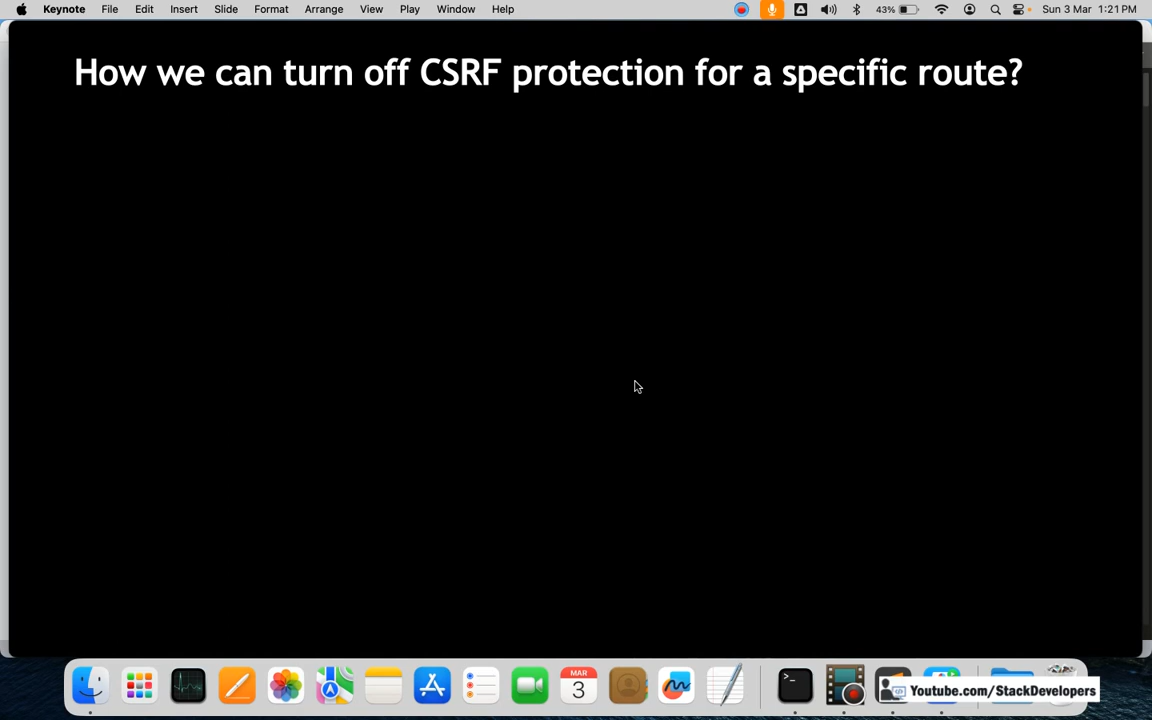 Keynote File Edit Insert Slide Format Arrange View Play Window Help 43% Sun 3 Mar 1:21 PM
How we can turn off CSRF protection for a specific route?
MAR
3
Youtube.com/StackDevelopers